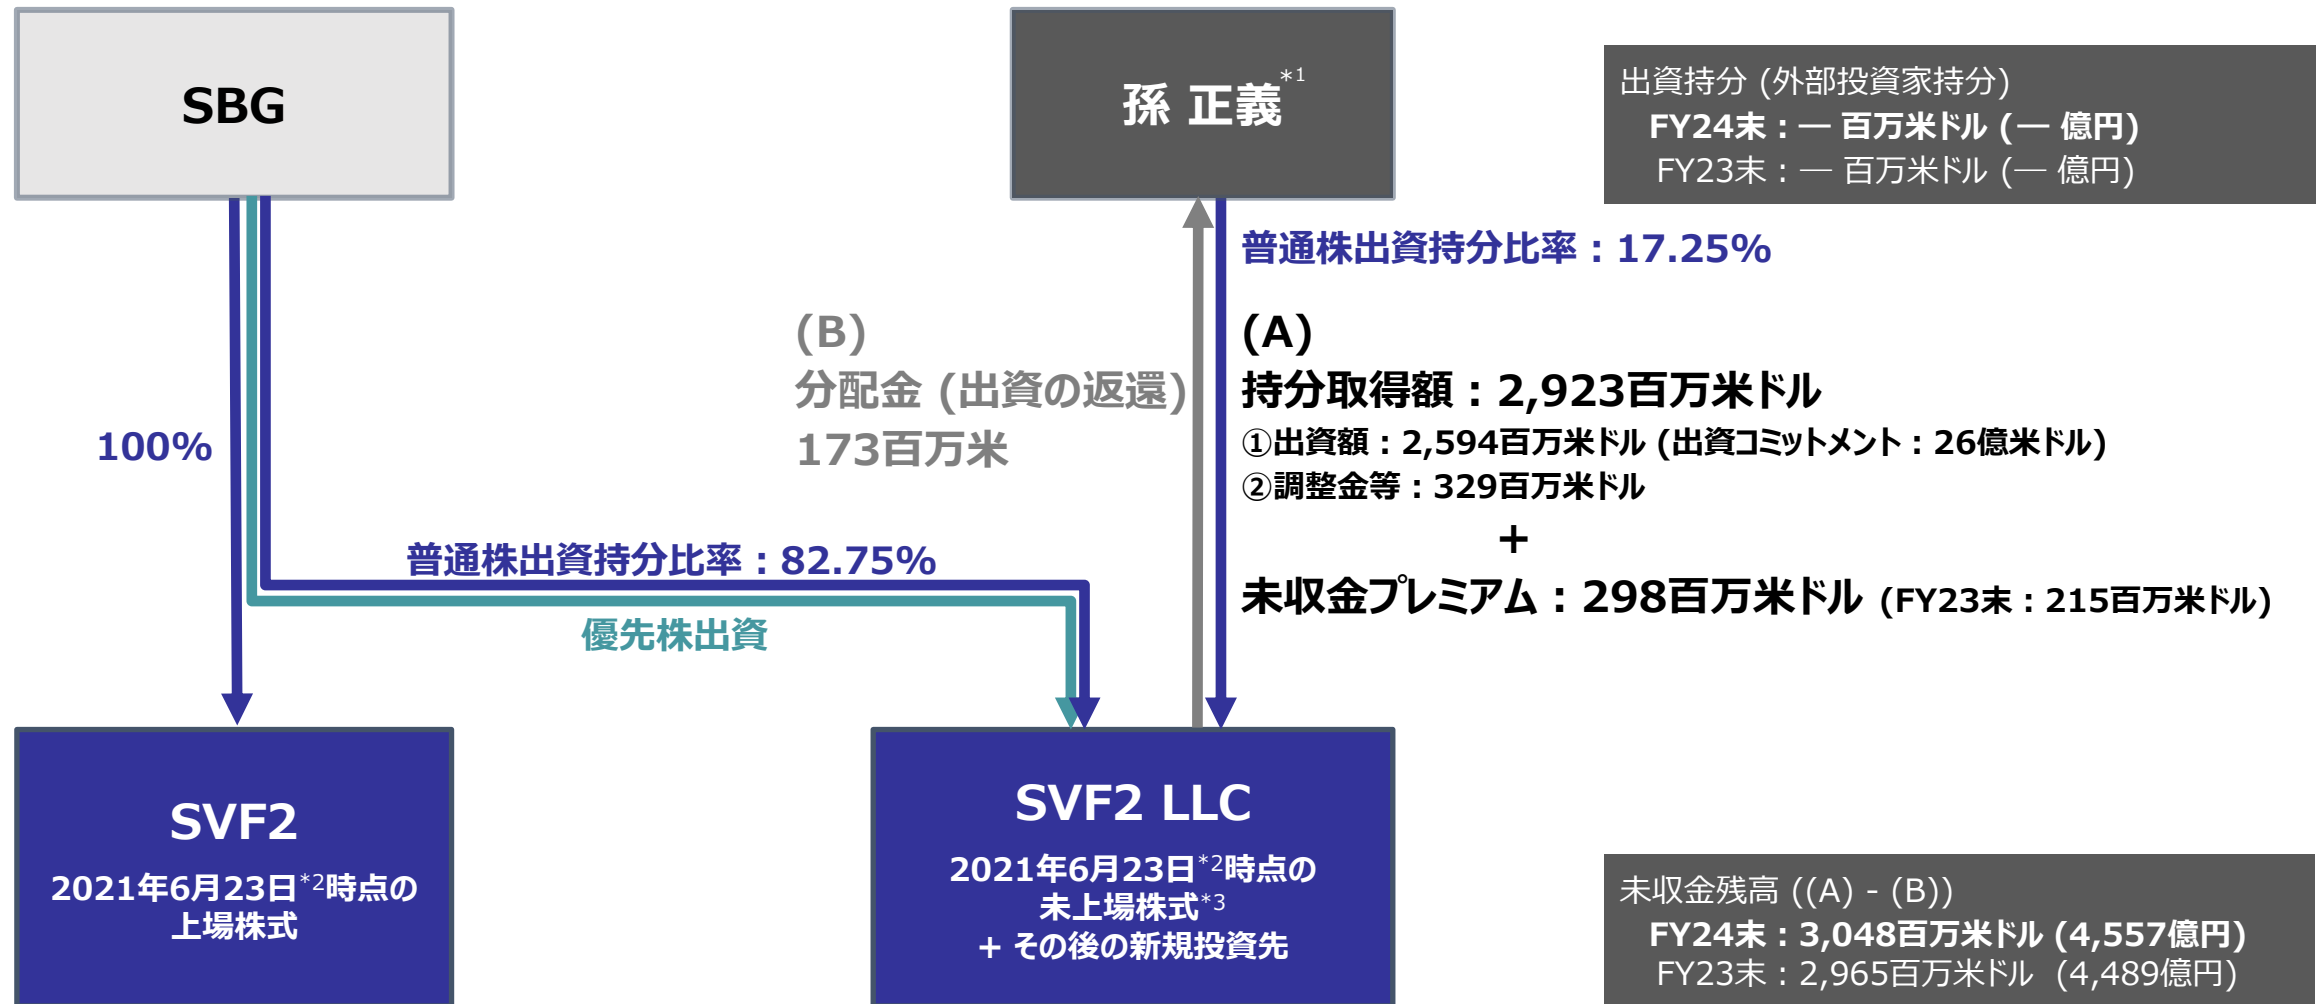 SBG
孫 正義*1
出資持分 (外部投資家持分)
FY24末：― 百万米ドル (― 億円)
FY23末：― 百万米ドル (― 億円)
普通株出資持分比率：17.25%
(B)
分配金 (出資の返還)
173百万米
(A)
持分取得額：2,923百万米ドル
①出資額：2,594百万米ドル (出資コミットメント：26億米ドル)
②調整金等：329百万米ドル
+
未収金プレミアム：298百万米ドル (FY23末：215百万米ドル)
100%
普通株出資持分比率：82.75%
優先株出資
SVF2
2021年6月23日*2時点の
上場株式
SVF2 LLC
2021年6月23日*2時点の
未上場株式*3
+ その後の新規投資先
未収金残高 ((A) - (B))
FY24末：3,048百万米ドル (4,557億円)
FY23末：2,965百万米ドル (4,489億円)